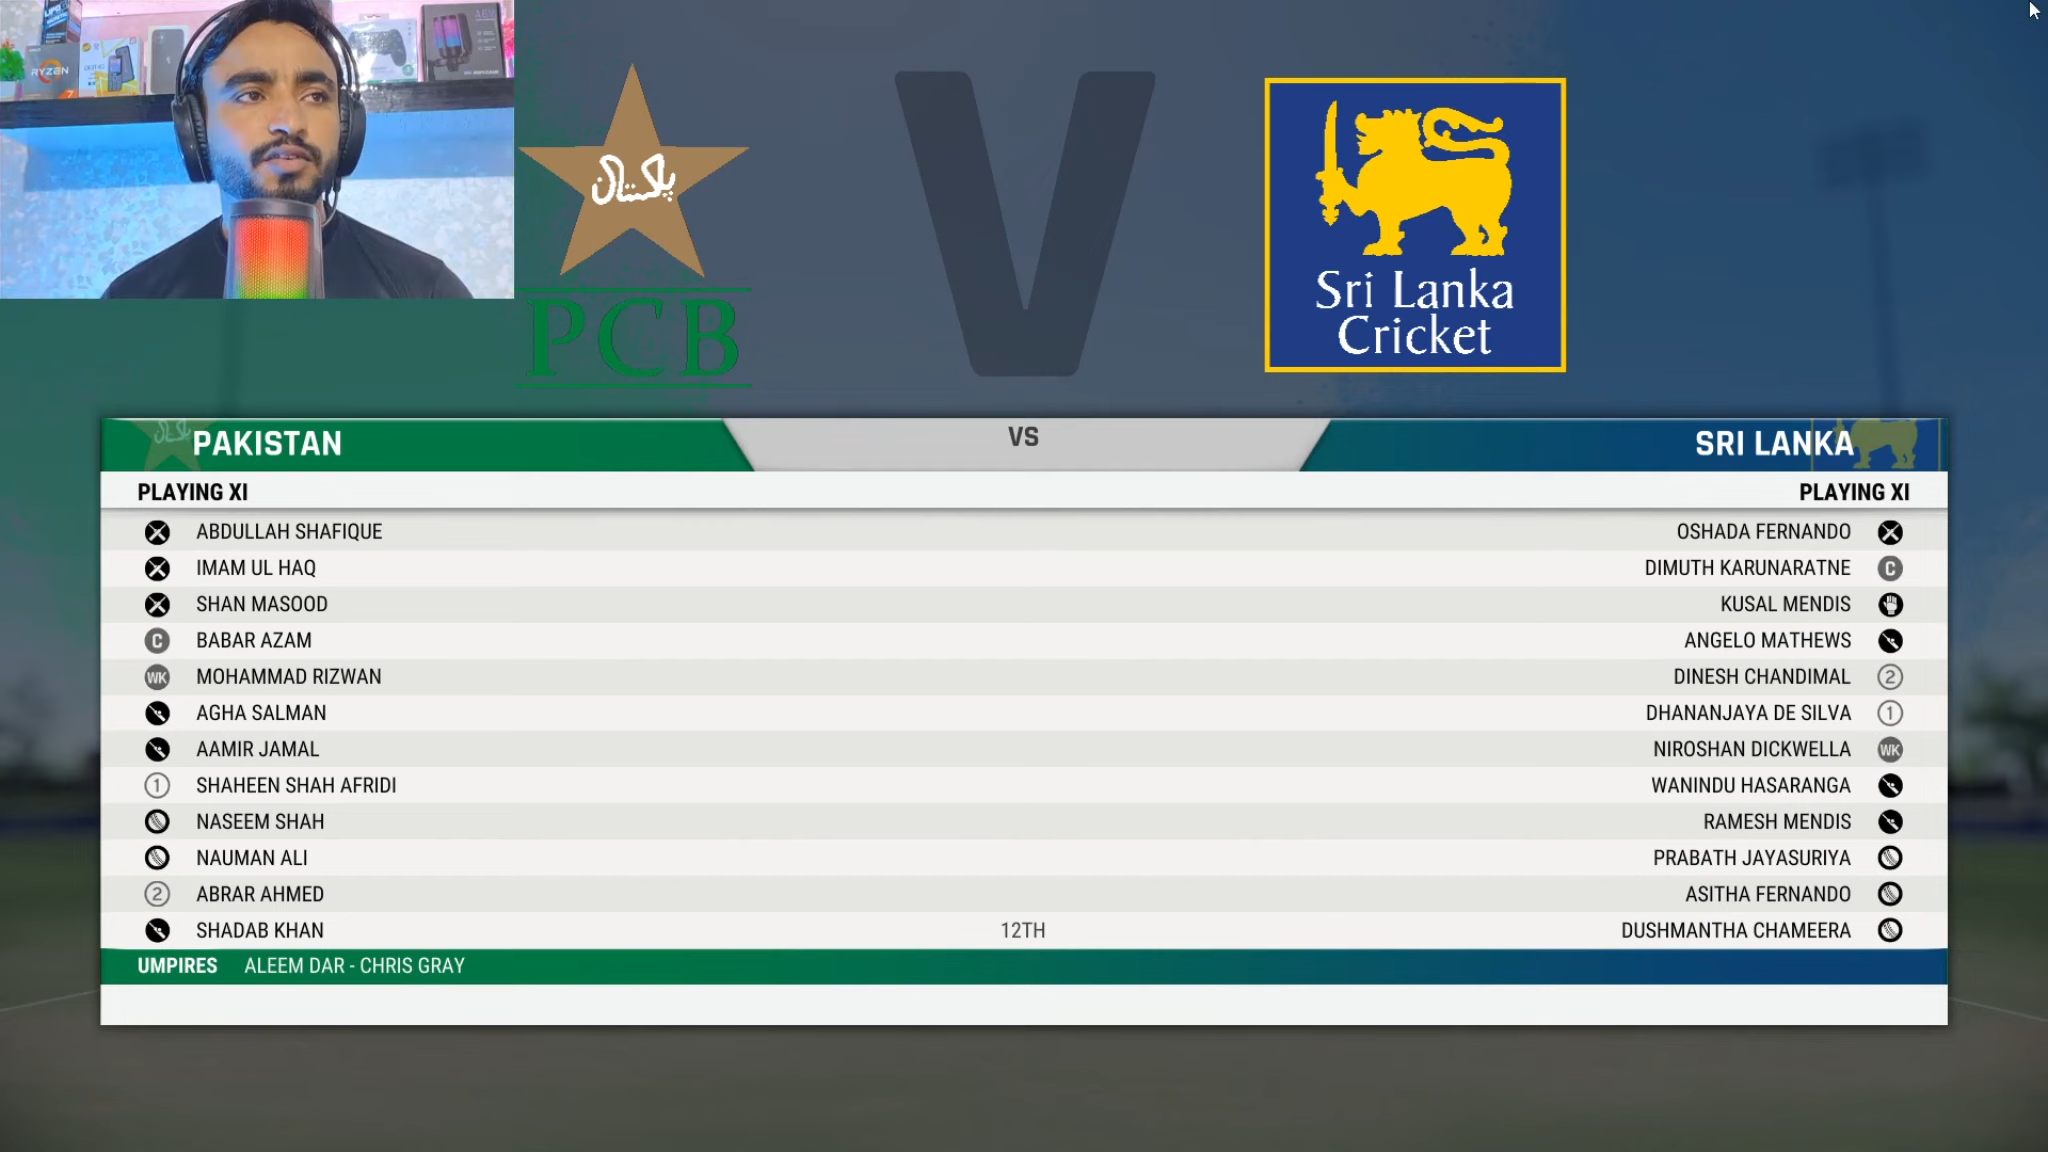 RYZEN
7
پاکستان
PCB
V
Sri Lanka
Cricket
PAKISTAN
VS
SRI LANKA
PLAYING XI
PLAYING XI
ABDULLAH SHAFIQUE
OSHADA FERNANDO
IMAM UL HAQ
DIMUTH KARUNARATNE C
SHAN MASOOD
KUSAL MENDIS
C BABAR AZAM
ANGELO MATHEWS
WK MOHAMMAD RIZWAN
DINESH CHANDIMAL 2
AGHA SALMAN
DHANANJAYA DE SILVA 1
AAMIR JAMAL
NIROSHAN DICKWELLA WK
1 SHAHEEN SHAH AFRIDI
WANINDU HASARANGA
NASEEM SHAH
RAMESH MENDIS
NAUMAN ALI
PRABATH JAYASURIYA
2 ABRAR AHMED
ASITHA FERNANDO
SHADAB KHAN
12TH
DUSHMANTHA CHAMEERA
UMPIRES ALEEM DAR - CHRIS GRAY